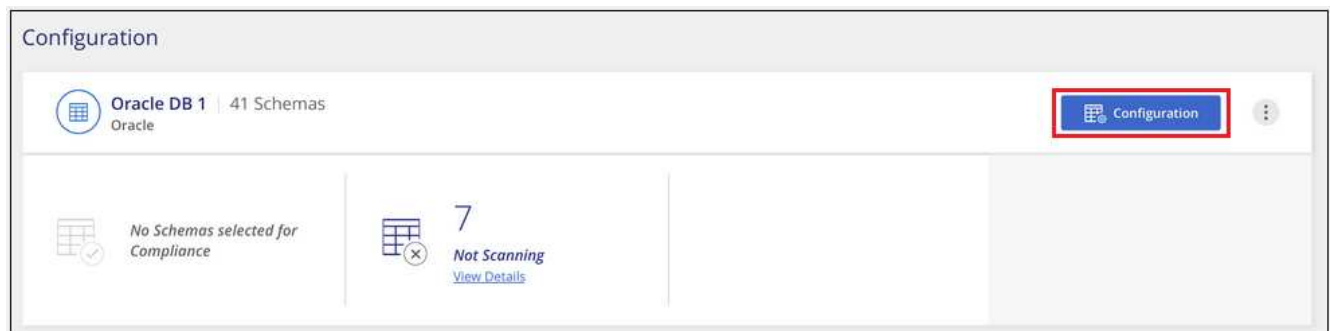 Configuration
Oracle DB 1 | 41 Schemas
Oracle
Configuration
No Schemas selected for
Compliance
7
Not Scanning
View Details